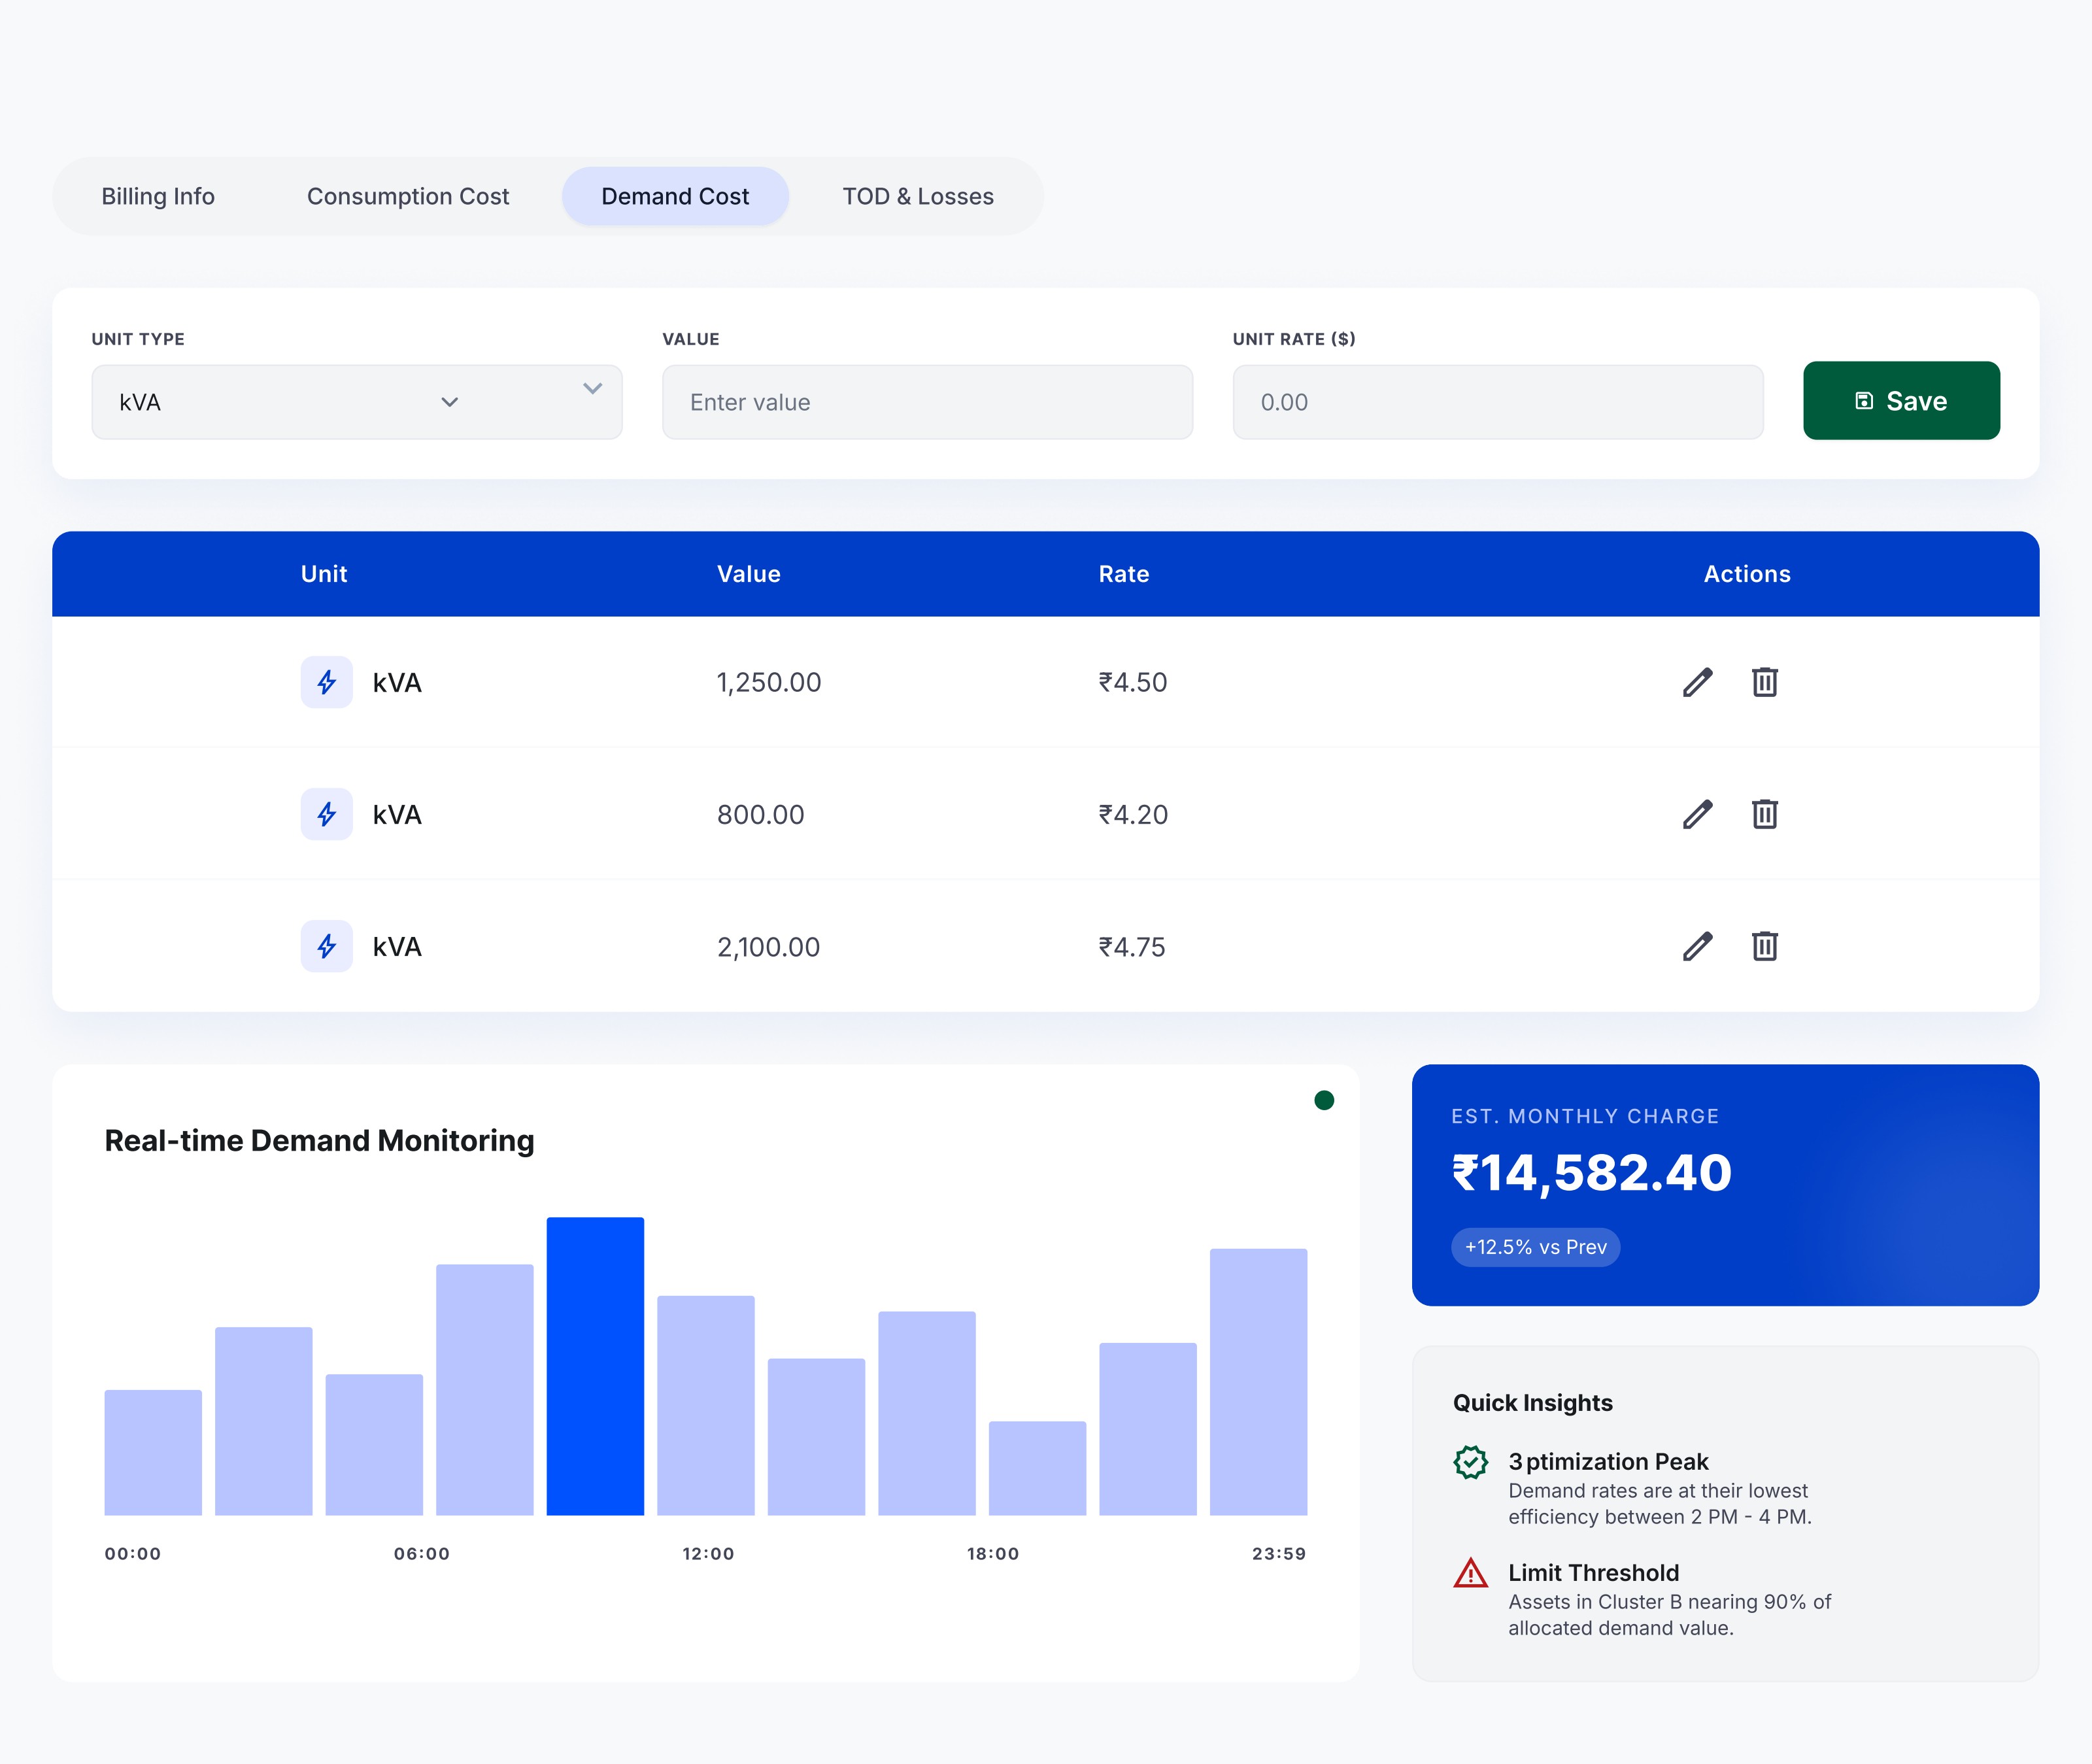 Billing Info
Consumption Cost
Demand Cost
TOD & Losses
UNIT TYPE
VALUE
UNIT RATE ($)
kVA
Enter value
0.00
Save
Unit Value Rate Actions
kVA 1,250.00 ₹4.50
kVA 800.00 ₹4.20
kVA 2,100.00 ₹4.75
Real-time Demand Monitoring
00:00 06:00 12:00 18:00 23:59
EST. MONTHLY CHARGE
₹14,582.40
+12.5% vs Prev
Quick Insights
3ptimization Peak
Demand rates are at their lowest
efficiency between 2 PM - 4 PM.
Limit Threshold
Assets in Cluster B nearing 90% of
allocated demand value.